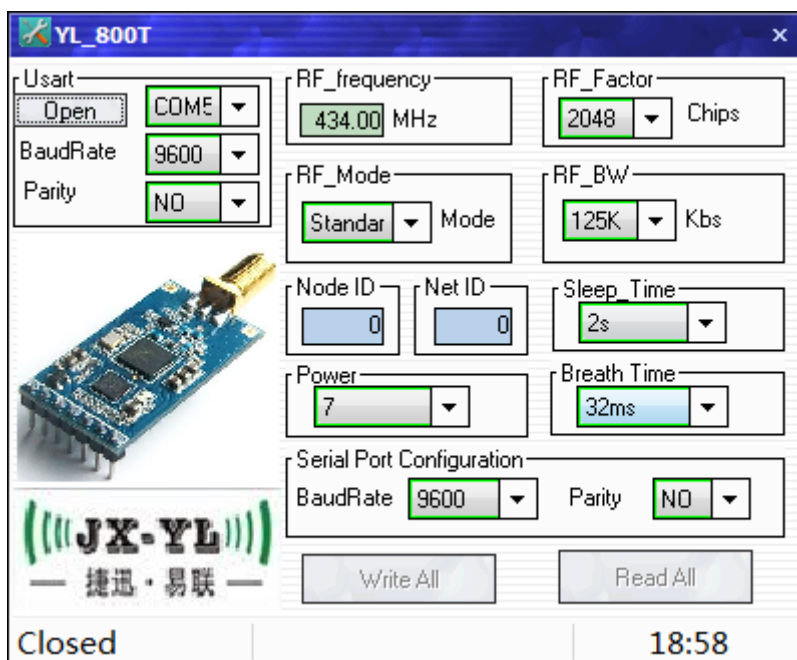 YL_800T
Usart
Open COM5
BaudRate 9600
Parity NO
RF_frequency
434.00 MHz
RF_Factor
2048 Chips
RF_Mode
Standar Mode
RF_BW
125K Kbs
Node ID
0
Net ID
0
Sleep_Time
2s
Power
7
Breath Time
32ms
Serial Port Configuration
BaudRate 9600 Parity NO
JX-YL
捷迅·易联
Write All Read All
Closed 18:58